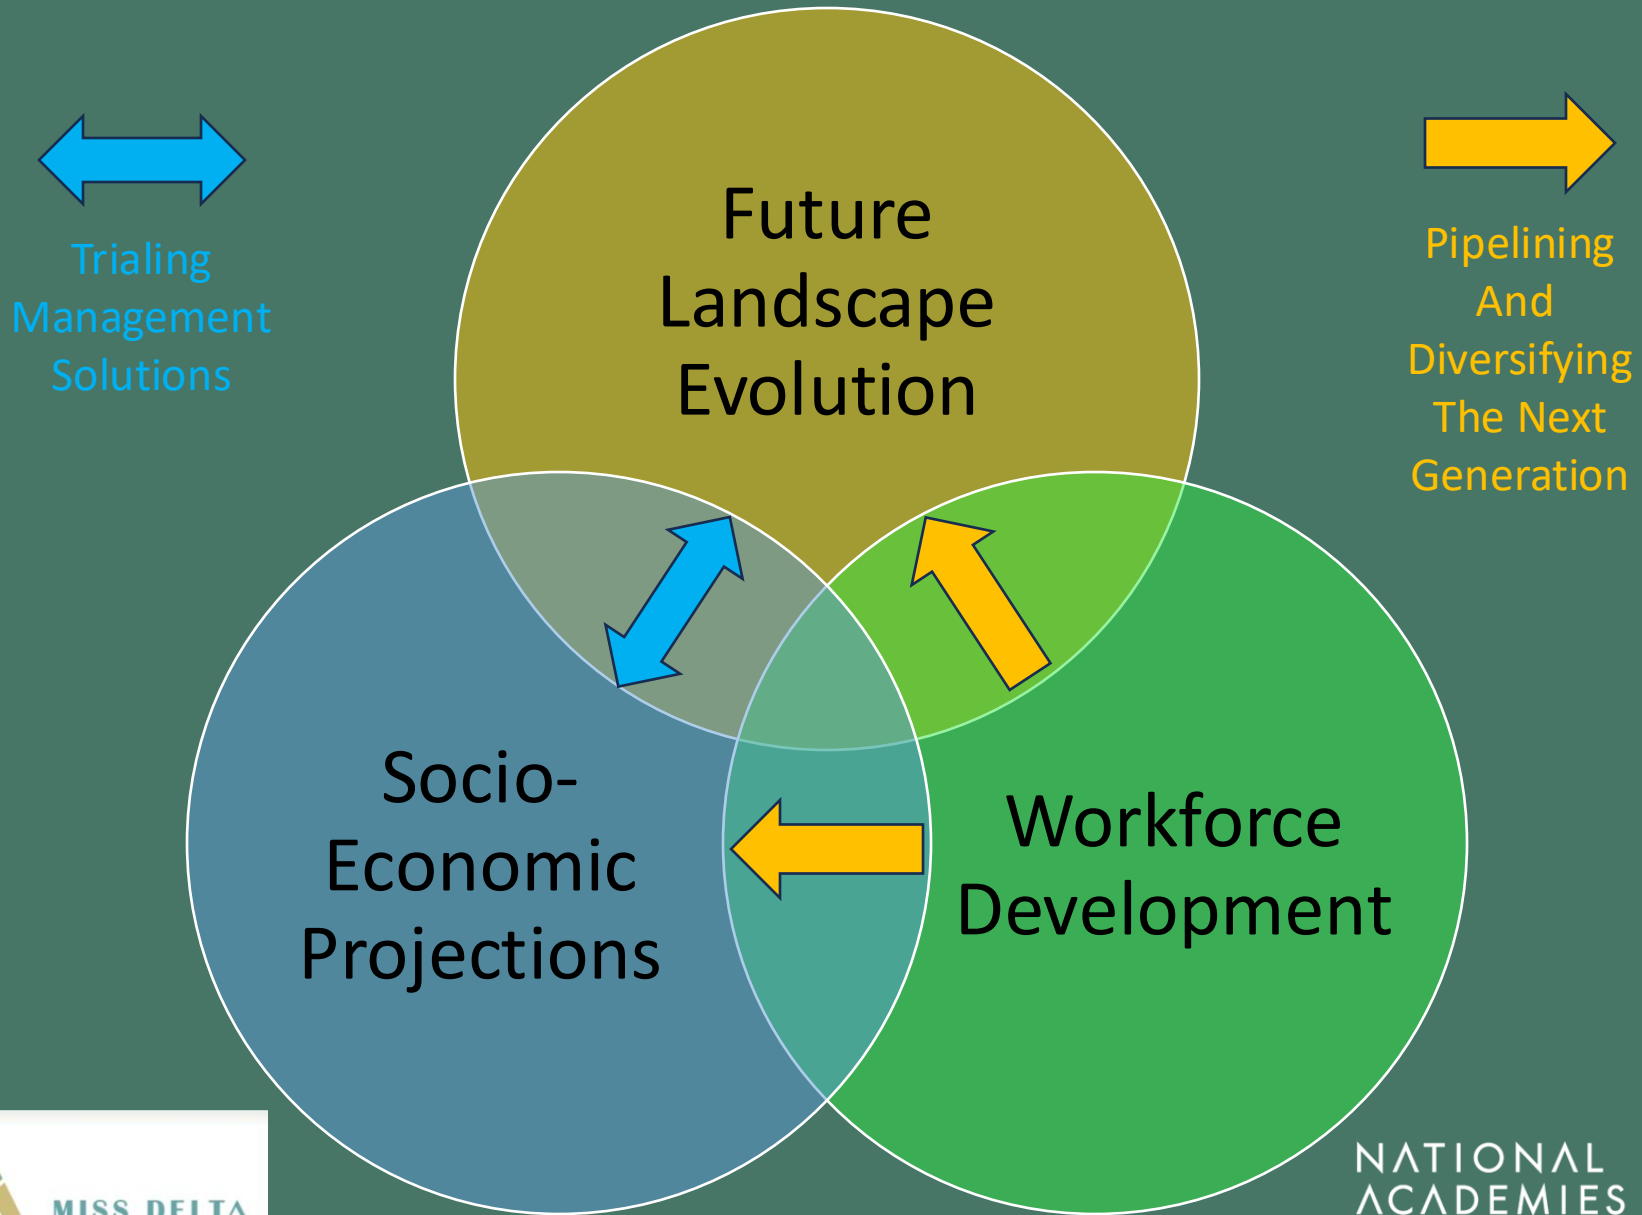 Trialing
Management
Solutions
Future
Landscape
Evolution
Pipelining
And
Diversifying
The Next
Generation
Socio-
Economic
Projections
Workforce
Development
MISS DELTA
NATIONAL
ACADEMIES